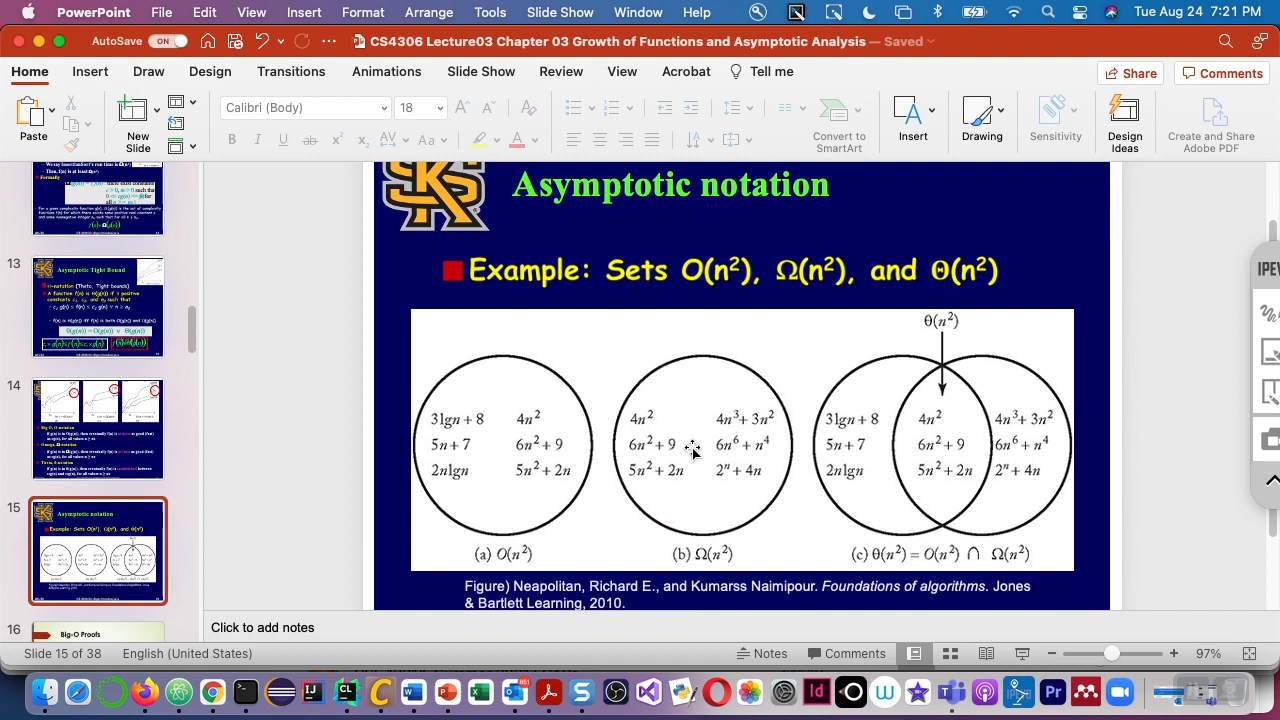 PowerPoint File Edit View Insert Format Arrange Tools Slide Show Window Help Tue Aug 24 7:21 PM
AutoSave ON CS4306 Lecture03 Chapter 03 Growth of Functions and Asymptotic Analysis — Saved
Home Insert Draw Design Transitions Animations Slide Show Review View Acrobat Tell me Share Comments
Calibri (Body) 18
Paste New Slide Convert to SmartArt Insert Drawing Sensitivity Design Ideas Create and Share Adobe PDF
13
Asymptotic Tight Bound
14
15
Asymptotic notation
Example: Sets O(n²), Ω(n²), and Θ(n²)
16
Big-O Proofs
Asymptotic notation
Example: Sets O(n²), Ω(n²), and Θ(n²)
θ(n²)
3lgn + 8 4n² 4n² 4n³ + 3n² 3lgn + 8 4n² 4n³ + 3n²
5n + 7 6n² + 9 6n² + 9 6n⁶ + n⁴ 5n + 7 6n² + 9 6n⁶ + n⁴
2nlgn 5n² + 2n 5n² + 2n 2ⁿ + 4n 2nlgn 5n² + 2n 2ⁿ + 4n
(a) O(n²) (b) Ω(n²) (c) θ(n²) = O(n²) ∩ Ω(n²)
Figure) Neapolitan, Richard E., and Kumarss Naimipour. Foundations of algorithms. Jones
& Bartlett Learning, 2010.
Click to add notes
Slide 15 of 38 English (United States) Notes Comments 97%